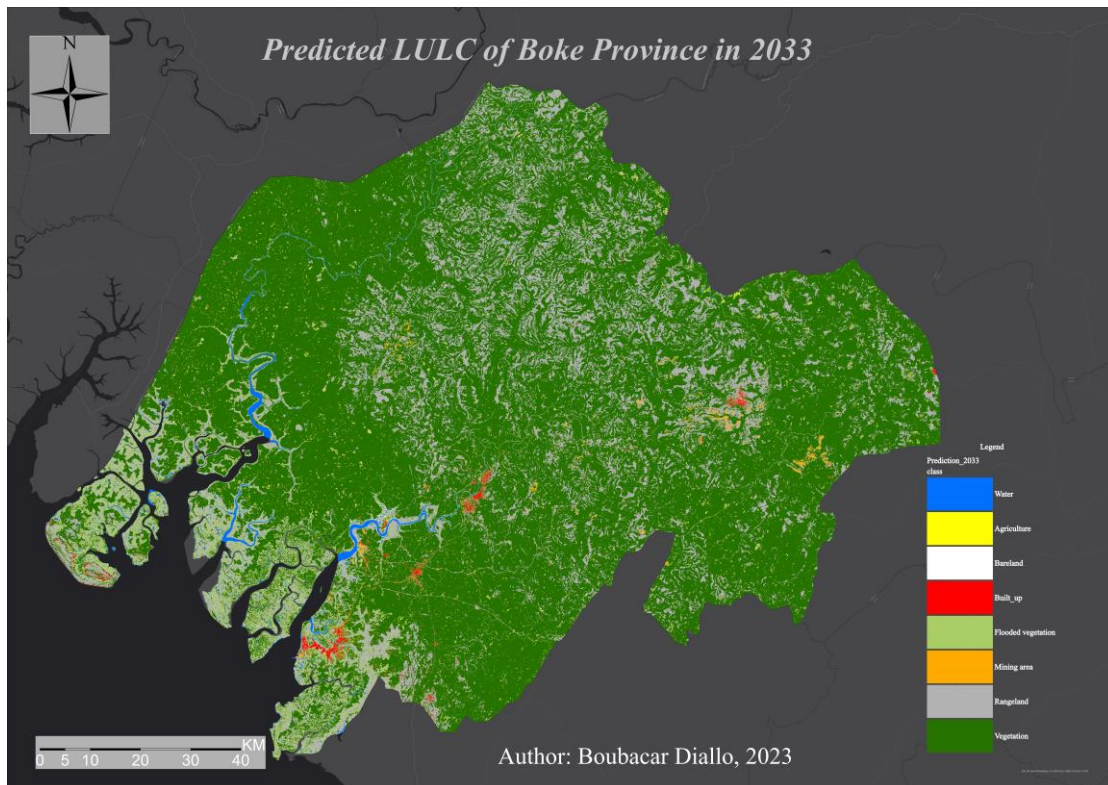 N
Predicted LULC of Boke Province in 2033
Legend
Prediction_2033
class
Water
Agriculture
Bareland
Built_up
Flooded vegetation
Mining area
Rangeland
Vegetation
KM
0 5 10 20 30 40
Author: Boubacar Diallo, 2023